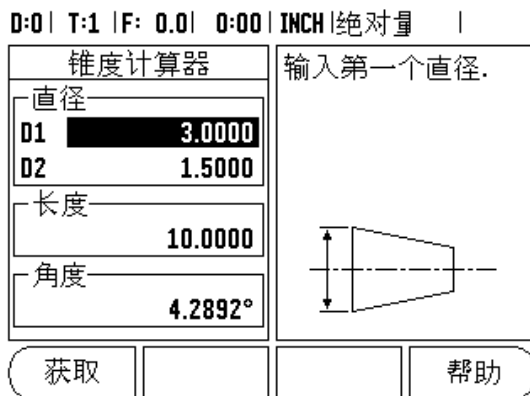 D:0| T:1 |F: 0.0| 0:00|INCH|绝对量 |
锥度计算器
直径
D1 3.0000
D2 1.5000
长度
10.0000
角度
4.2892°
输入第一个直径.
获取
帮助